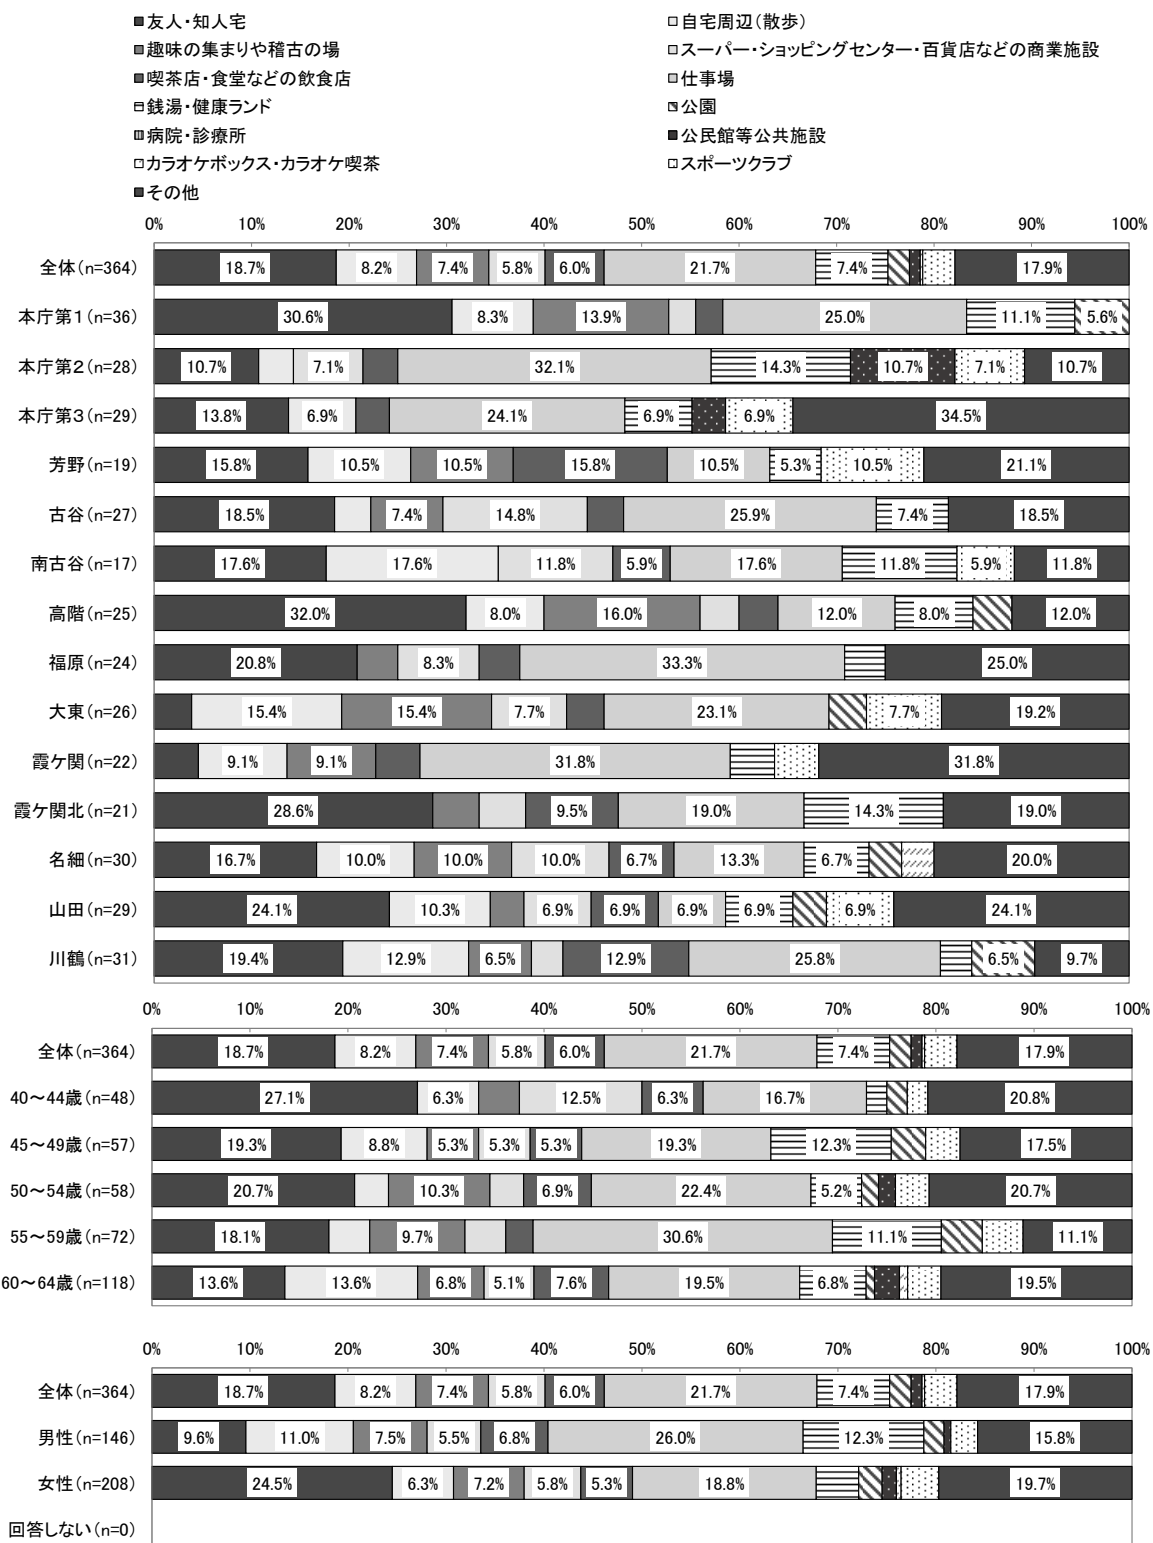 ■友人・知人宅 □自宅周辺（散歩）
■趣味の集まりや稽古の場 □スーパー・ショッピングセンター・百貨店などの商業施設
■喫茶店・食堂などの飲食店 □仕事場
銭湯・健康ランド 公園
病院・診療所 ■公民館等公共施設
□カラオケボックス・カラオケ喫茶 スポーツクラブ
■その他
0% 10% 20% 30% 40% 50% 60% 70% 80% 90% 100%
全体（n=364） 18.7% 8.2% 7.4% 5.8% 6.0% 21.7% 7.4% 17.9%
本庁第１（n=36） 30.6% 8.3% 13.9% 25.0% 11.1% 5.6%
本庁第２（n=28） 10.7% 7.1% 32.1% 14.3% 10.7% 7.1% 10.7%
本庁第３（n=29） 13.8% 6.9% 24.1% 6.9% 6.9% 34.5%
芳野（n=19） 15.8% 10.5% 10.5% 15.8% 10.5% 5.3% 10.5% 21.1%
古谷（n=27） 18.5% 7.4% 14.8% 25.9% 7.4% 18.5%
南古谷（n=17） 17.6% 17.6% 11.8% 5.9% 17.6% 11.8% 5.9% 11.8%
高階（n=25） 32.0% 8.0% 16.0% 12.0% 8.0% 12.0%
福原（n=24） 20.8% 8.3% 33.3% 25.0%
大東（n=26） 15.4% 15.4% 7.7% 23.1% 7.7% 19.2%
霞ケ関（n=22） 9.1% 9.1% 31.8% 31.8%
霞ケ関北（n=21） 28.6% 9.5% 19.0% 14.3% 19.0%
名細（n=30） 16.7% 10.0% 10.0% 10.0% 6.7% 13.3% 6.7% 20.0%
山田（n=29） 24.1% 10.3% 6.9% 6.9% 6.9% 6.9% 6.9% 24.1%
川鶴（n=31） 19.4% 12.9% 6.5% 12.9% 25.8% 6.5% 9.7%
0% 10% 20% 30% 40% 50% 60% 70% 80% 90% 100%
全体（n=364） 18.7% 8.2% 7.4% 5.8% 6.0% 21.7% 7.4% 17.9%
40～44歳（n=48） 27.1% 6.3% 12.5% 6.3% 16.7% 20.8%
45～49歳（n=57） 19.3% 8.8% 5.3% 5.3% 5.3% 19.3% 12.3% 17.5%
50～54歳（n=58） 20.7% 10.3% 6.9% 22.4% 5.2% 20.7%
55～59歳（n=72） 18.1% 9.7% 30.6% 11.1% 11.1%
60～64歳（n=118） 13.6% 13.6% 6.8% 5.1% 7.6% 19.5% 6.8% 19.5%
0% 10% 20% 30% 40% 50% 60% 70% 80% 90% 100%
全体（n=364） 18.7% 8.2% 7.4% 5.8% 6.0% 21.7% 7.4% 17.9%
男性（n=146） 9.6% 11.0% 7.5% 5.5% 6.8% 26.0% 12.3% 15.8%
女性（n=208） 24.5% 6.3% 7.2% 5.8% 5.3% 18.8% 19.7%
回答しない（n=0）